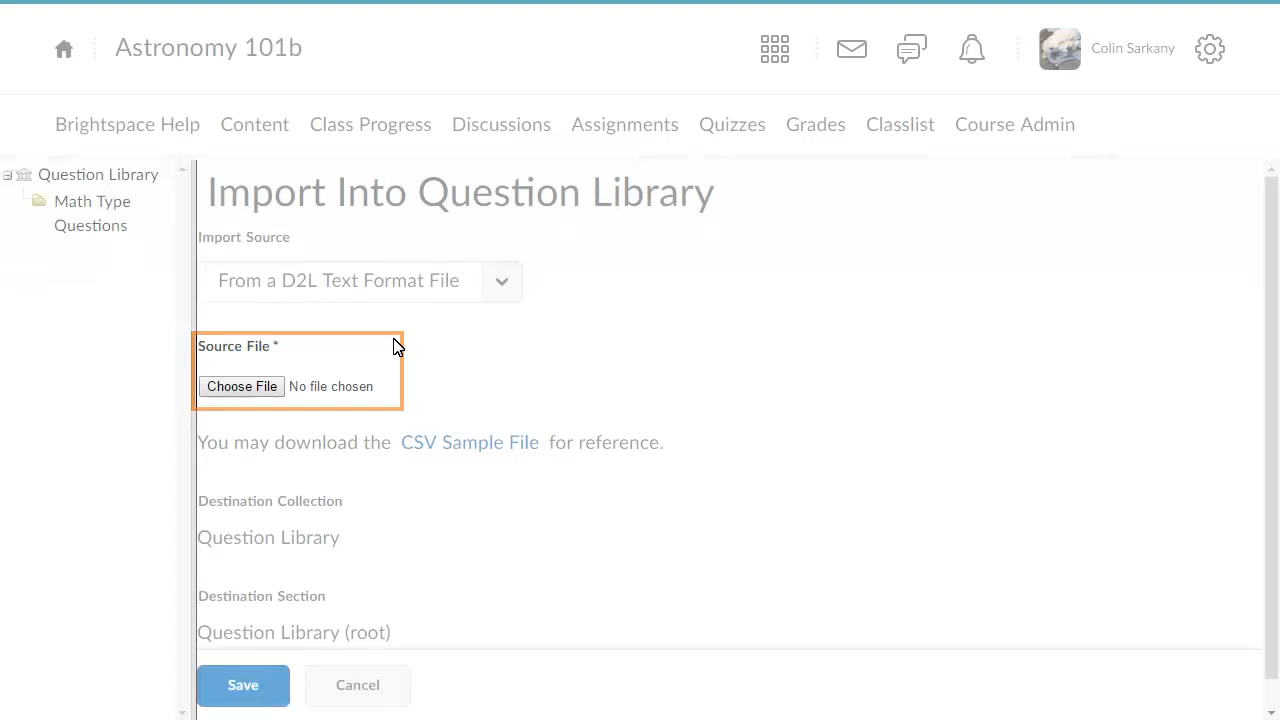 Astronomy 101b
Colin Sarkany
Brightspace Help Content Class Progress Discussions Assignments Quizzes Grades Classlist Course Admin
Question Library
Math Type
Questions
Import Into Question Library
Import Source
From a D2L Text Format File
Source File *
Choose File No file chosen
You may download the CSV Sample File for reference.
Destination Collection
Question Library
Destination Section
Question Library (root)
Save Cancel